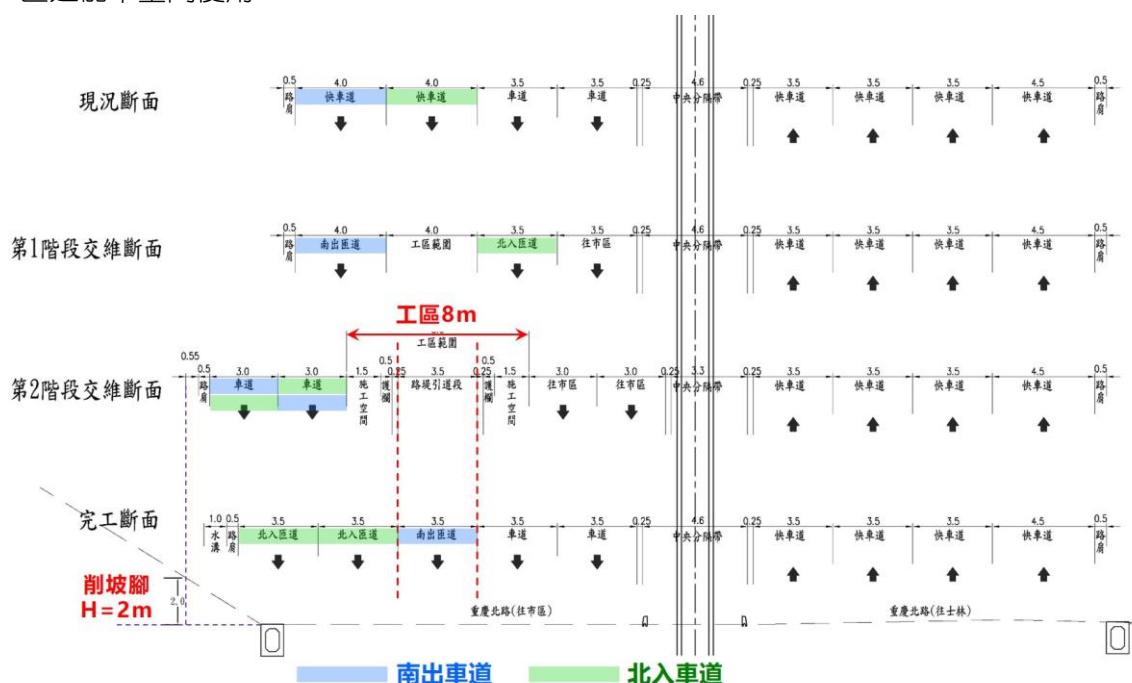 0.5 4.0 4.0 3.5 3.5 0.25 4.6 0.25 3.5 3.5 3.5 4.5 0.5
現況斷面 路肩 快車道 快車道 車道 車道 中央分隔帶 快車道 快車道 快車道 快車道 路肩
0.5 4.0 4.0 3.5 3.5 0.25 4.6 0.25 3.5 3.5 3.5 4.5 0.5
第1階段交維斷面 路肩 南出匝道 工區範圍 北入匝道 往市區 中央分隔帶 快車道 快車道 快車道 快車道 路肩
工區8m
工區範圍
0.55 0.5 3.0 3.0 1.5 0.5 0.25 3.5 0.5 0.25 1.5 3.0 3.0 0.25 3.3 0.25 3.5 3.5 3.5 4.5 0.5
第2階段交維斷面 路肩 車道 車道 施工空間 護欄 路堤引道段 護欄 施工空間 往市區 往市區 中央分隔帶 快車道 快車道 快車道 快車道 路肩
1.0 0.5 3.5 3.5 3.5 3.5 3.5 0.25 4.6 0.25 3.5 3.5 3.5 4.5 0.5
完工斷面 水溝 路肩 北入匝道 北入匝道 南出匝道 車道 車道 中央分隔帶 快車道 快車道 快車道 快車道 路肩
削坡腳
H=2m 2.0
重慶北路(往市區) 重慶北路(往士林)
南出車道 北入車道